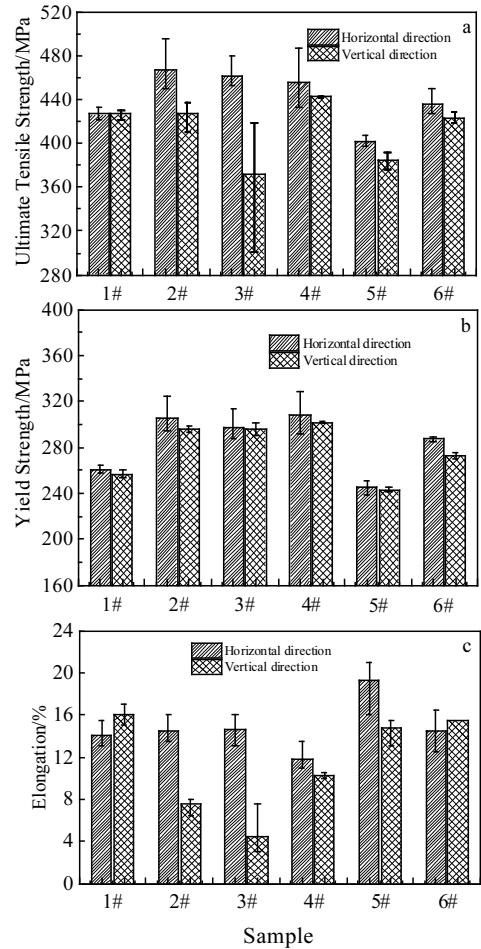 520
a
Horizontal direction
Vertical direction
480
440
400
360
320
280
Ultimate Tensile Strength/MPa
1# 2# 3# 4# 5# 6#
400
b
Horizontal direction
Vertical direction
360
320
280
240
200
160
Yield Strength/MPa
1# 2# 3# 4# 5# 6#
24
c
Horizontal direction
Vertical direction
20
16
12
8
4
0
Elongation/%
1# 2# 3# 4# 5# 6#
Sample